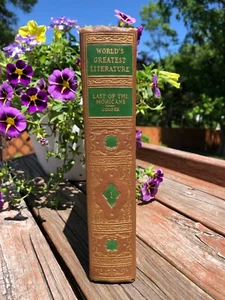 WORLD'S
GREATEST
LITERATURE
LAST OF THE
MOHICANS
COOPER